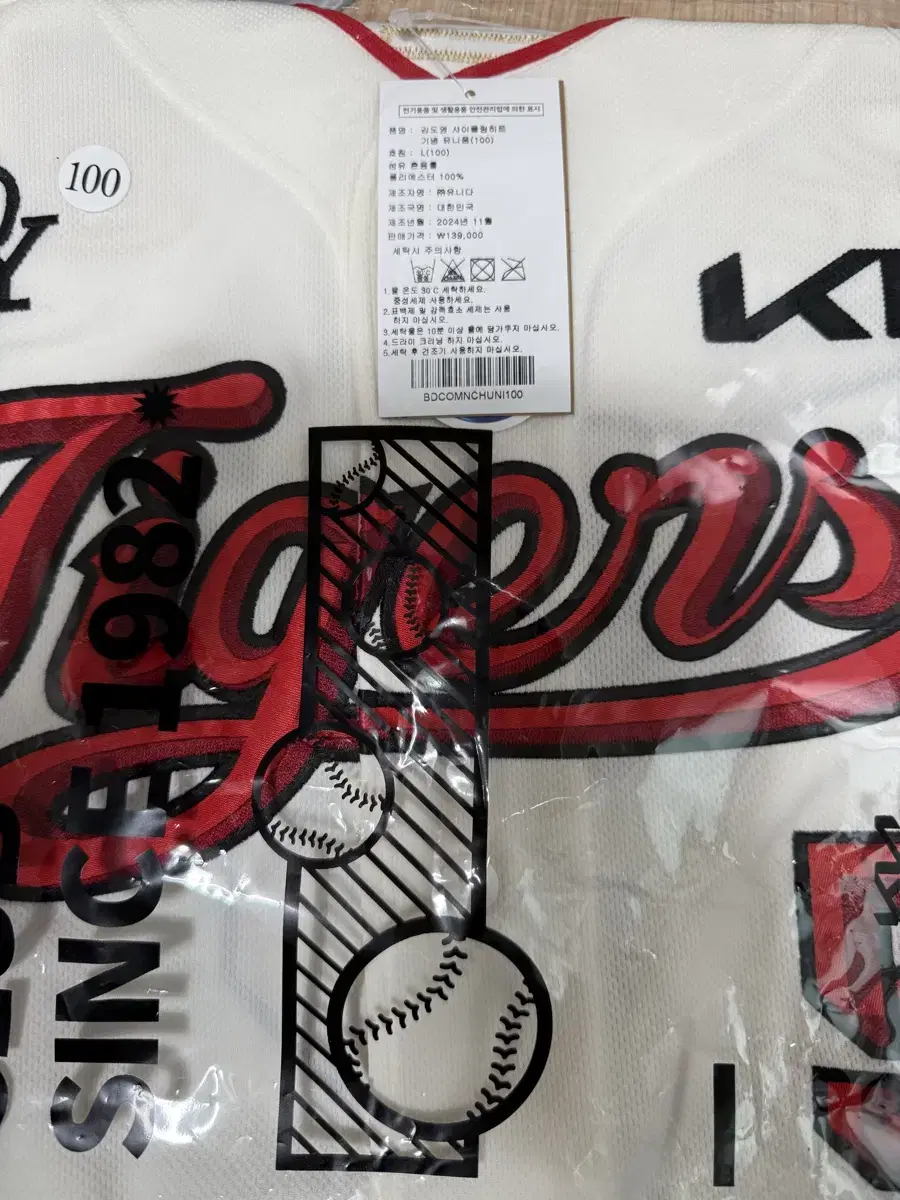 전기용품 및 생활용품 안전관리법에 의한 표시
품명 : 김도영 사이클링히트
기념 유니폼(100)
호칭 : L(100)
섬유 혼용률
폴리에스터 100%
제조자명 : ㈜유니다
제조국명 : 대한민국
제조년월 : 2024년 11월
판매가격 : ₩139,000
세탁시 주의사항
1.물 온도 30˚C 세탁하세요.
중성세제 사용하세요.
2.표백제 및 강력효소 세제는 사용
하지 마십시오.
3.세탁물은 10분 이상 물에 담가두지 마십시오.
4.드라이 크리닝 하지 마십시오.
5.세탁 후 건조기 사용하지 마십시오.
BDCOMNCHUNI100
100
KI
Tigers
SINCE 1982